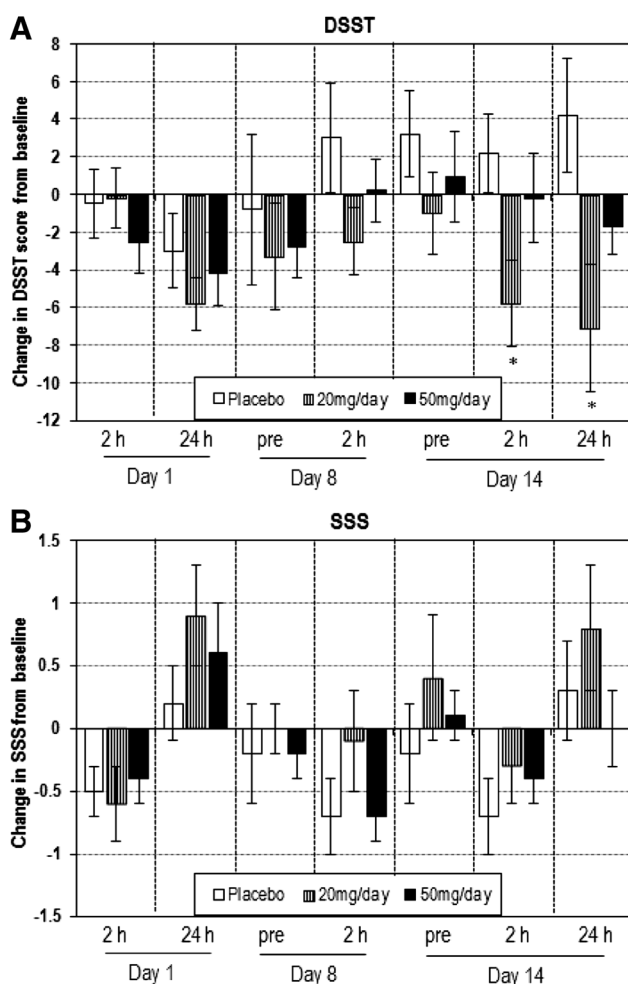 A
DSST
Change in DSST score from baseline
8
6
4
2
0
-2
-4
-6
-8
-10
-12
*
*
Placebo 20mg/day 50mg/day
2 h 24 h pre 2 h pre 2 h 24 h
Day 1 Day 8 Day 14
B
SSS
Change in SSS from baseline
1.5
1
0.5
0
-0.5
-1
-1.5
Placebo 20mg/day 50mg/day
2 h 24 h pre 2 h pre 2 h 24 h
Day 1 Day 8 Day 14